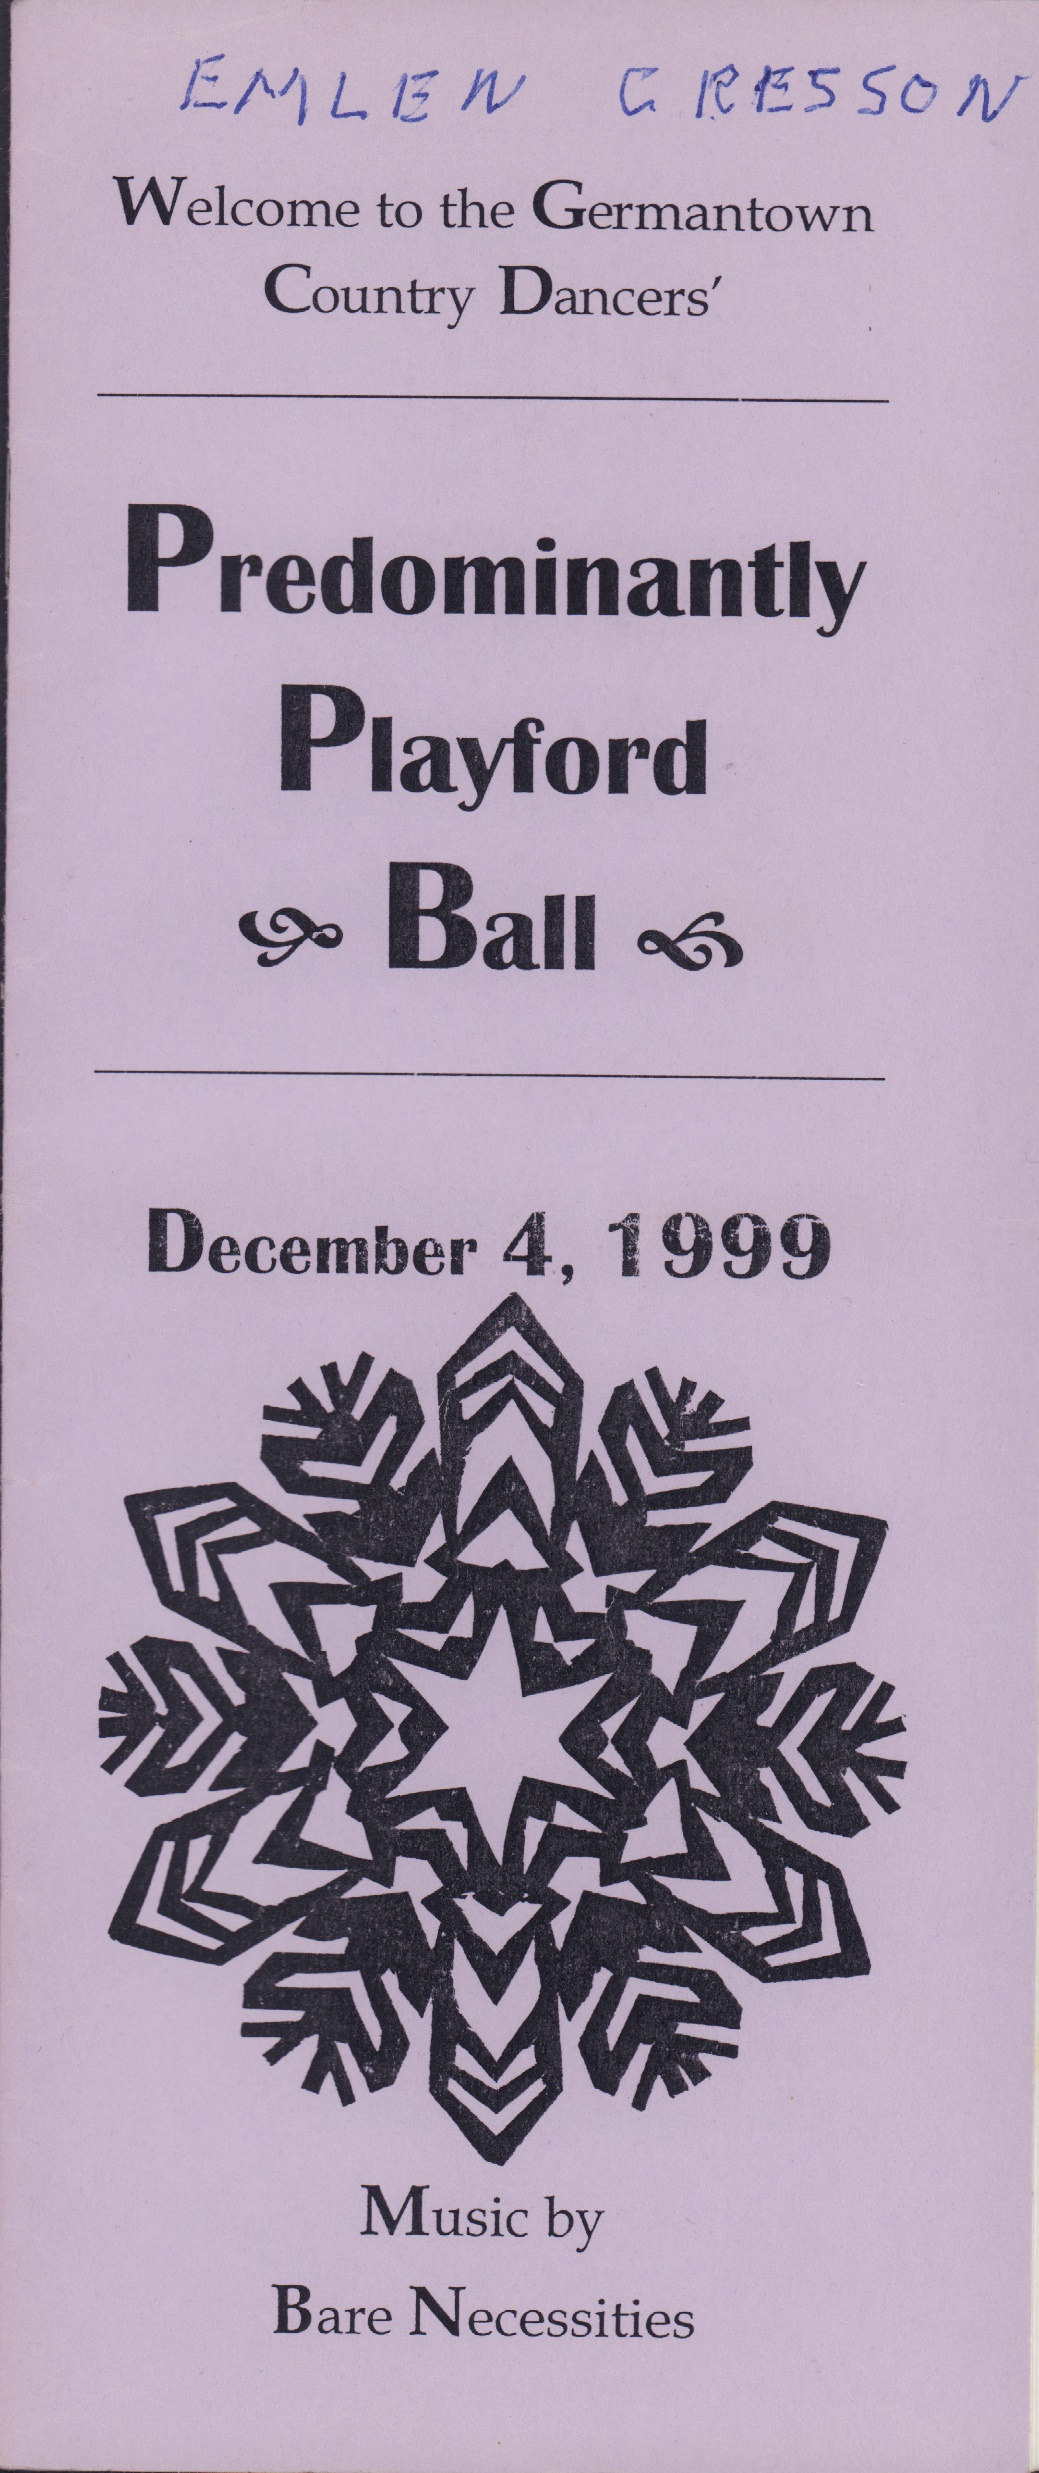 EMLEN CRESSON
Welcome to the Germantown
Country Dancers'
Predominantly
Playford
Ball
December 4, 1999
Music by
Bare Necessities